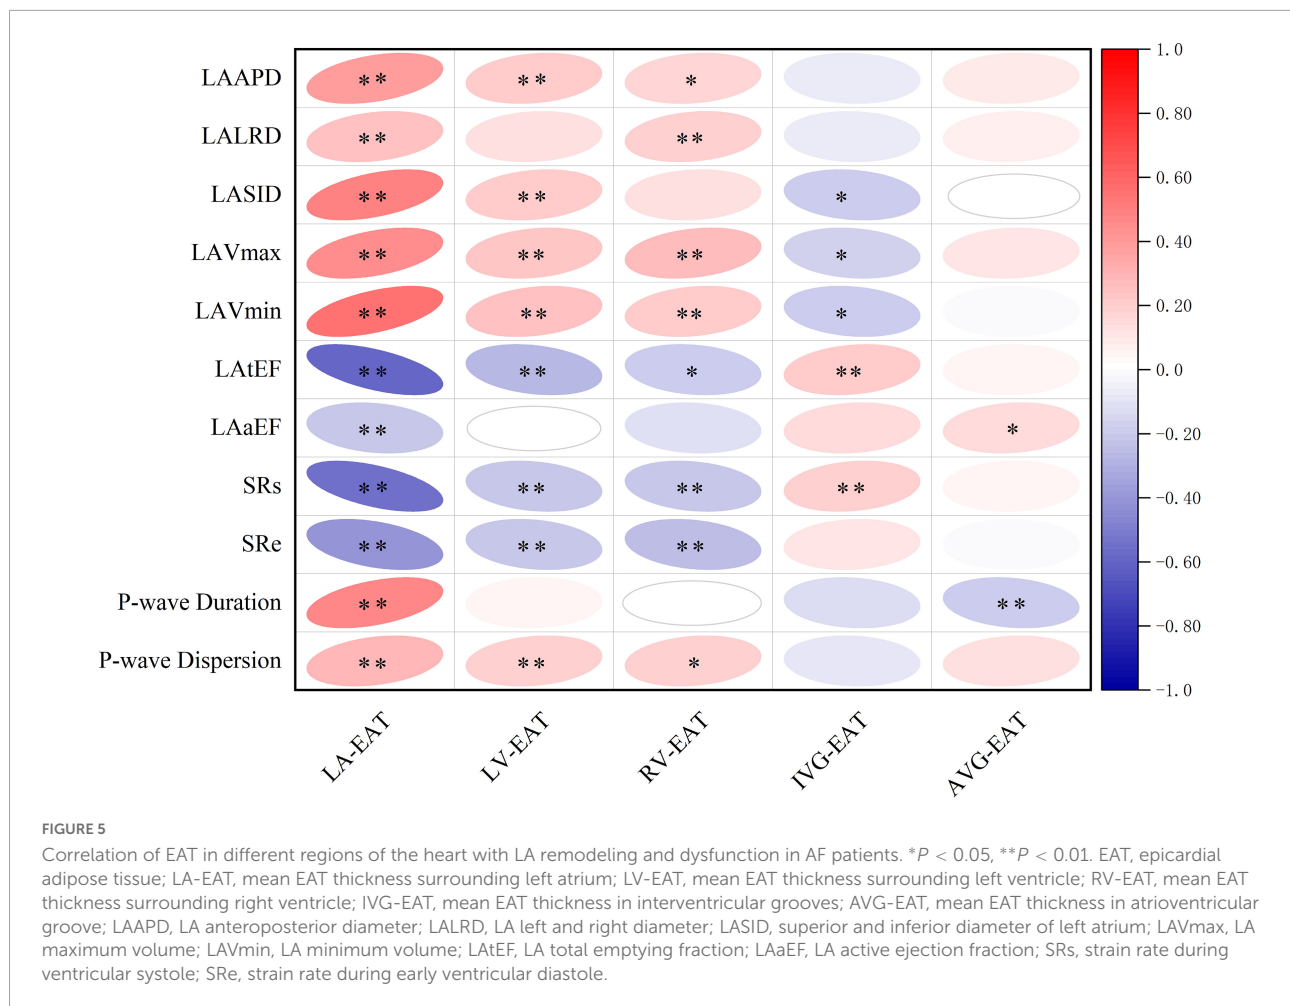 LAAPD ** ** *
LALRD ** **
LASID ** ** *
LAVmax ** ** ** *
LAVmin ** ** ** *
LAtEF ** ** * **
LAaEF ** *
SRs ** ** ** **
SRe ** ** **
P-wave Duration ** **
P-wave Dispersion ** ** *
1.0
0.80
0.60
0.40
0.20
0.0
-0.20
-0.40
-0.60
-0.80
-1.0
LA-EAT LV-EAT RV-EAT IVG-EAT AVG-EAT
FIGURE 5
Correlation of EAT in different regions of the heart with LA remodeling and dysfunction in AF patients. *P < 0.05, **P < 0.01. EAT, epicardial
adipose tissue; LA-EAT, mean EAT thickness surrounding left atrium; LV-EAT, mean EAT thickness surrounding left ventricle; RV-EAT, mean EAT
thickness surrounding right ventricle; IVG-EAT, mean EAT thickness in interventricular grooves; AVG-EAT, mean EAT thickness in atrioventricular
groove; LAAPD, LA anteroposterior diameter; LALRD, LA left and right diameter; LASID, superior and inferior diameter of left atrium; LAVmax, LA
maximum volume; LAVmin, LA minimum volume; LAtEF, LA total emptying fraction; LAaEF, LA active ejection fraction; SRs, strain rate during
ventricular systole; SRe, strain rate during early ventricular diastole.